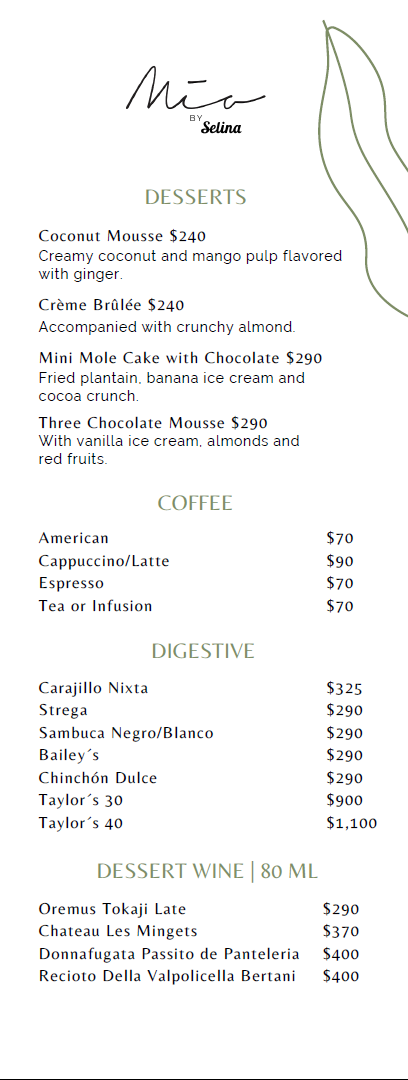 Mia
BY Selina
DESSERTS
Coconut Mousse $240
Creamy coconut and mango pulp flavored
with ginger.
Crème Brûlée $240
Accompanied with crunchy almond.
Mini Mole Cake with Chocolate $290
Fried plantain, banana ice cream and
cocoa crunch.
Three Chocolate Mousse $290
With vanilla ice cream, almonds and
red fruits.
COFFEE
American $70
Cappuccino/Latte $90
Espresso $70
Tea or Infusion $70
DIGESTIVE
Carajillo Nixta $325
Strega $290
Sambuca Negro/Blanco $290
Bailey´s $290
Chinchón Dulce $290
Taylor´s 30 $900
Taylor´s 40 $1,100
DESSERT WINE | 80 ML
Oremus Tokaji Late $290
Chateau Les Mingets $370
Donnafugata Passito de Panteleria $400
Recioto Della Valpolicella Bertani $400